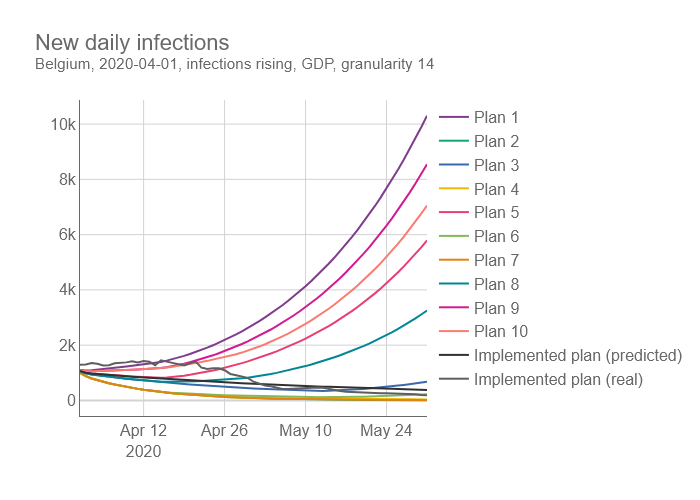 New daily infections
Belgium, 2020-04-01, infections rising, GDP, granularity 14
10k
8k
6k
4k
2k
0
Apr 12
2020
Apr 26
May 10
May 24
Plan 1
Plan 2
Plan 3
Plan 4
Plan 5
Plan 6
Plan 7
Plan 8
Plan 9
Plan 10
Implemented plan (predicted)
Implemented plan (real)